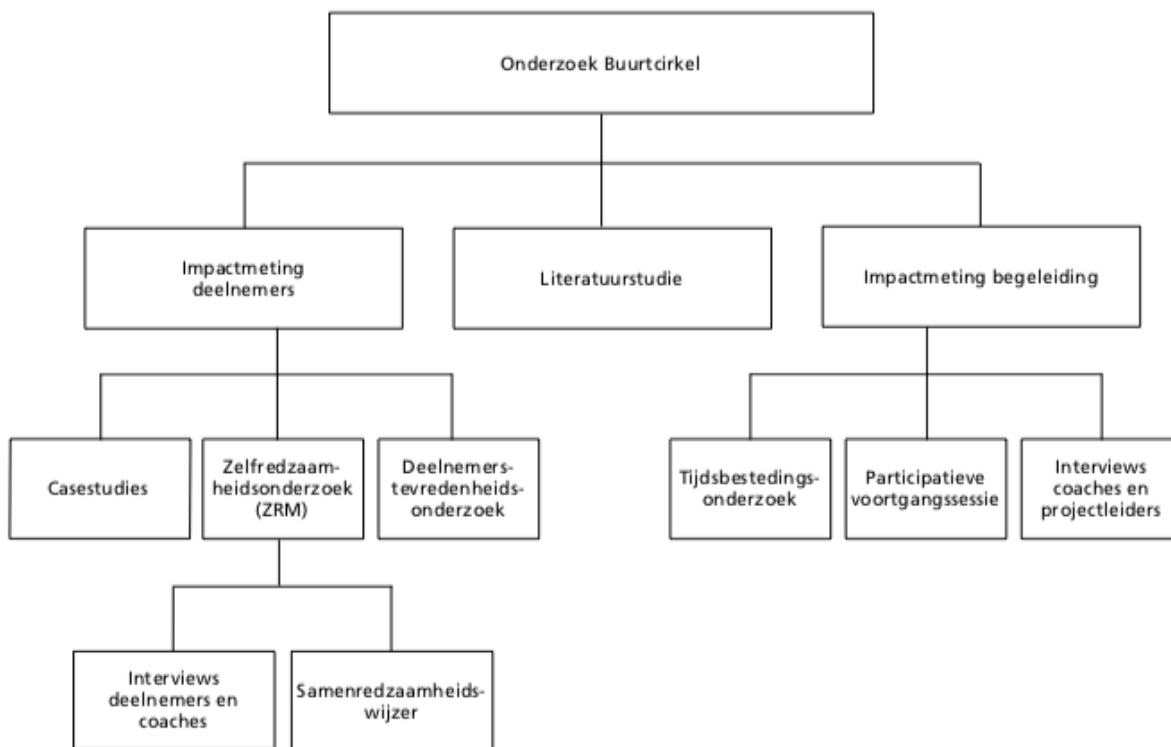 Onderzoek Buurtcirkel
Impactmeting
deelnemers
Literatuurstudie
Impactmeting begeleiding
Casestudies
Zelfredzaam-
heidsonderzoek
(ZRM)
Deelnemers-
tevredenheids-
onderzoek
Tijdsbestedings-
onderzoek
Participatieve
voortgangssessie
Interviews
coaches en
projectleiders
Interviews
deelnemers en
coaches
Samenredzaamheids-
wijzer